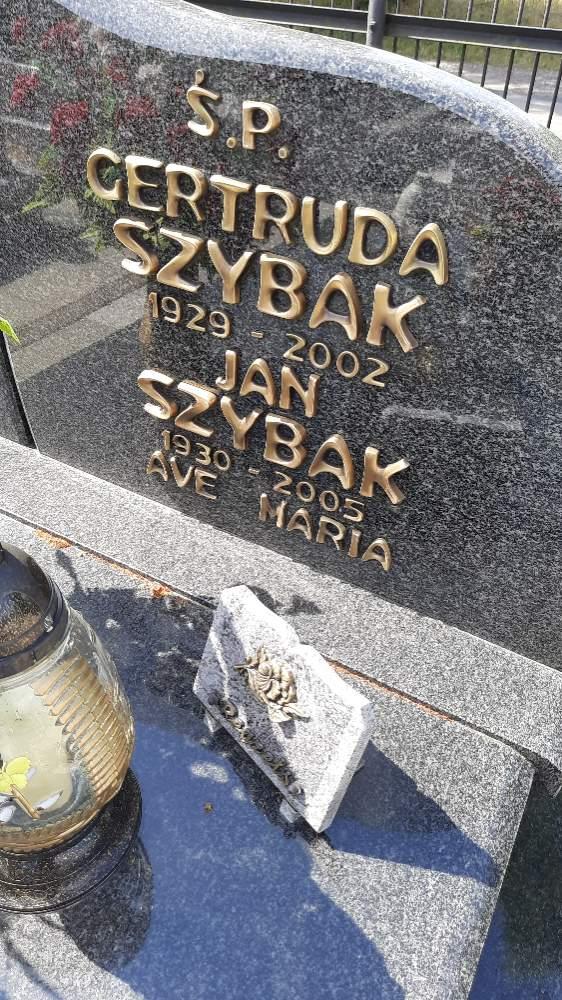 Ś.P.
GERTRUDA
SZYBAK
1929 - 2002
JAN
SZYBAK
1930 - 2005
AVE MARIA